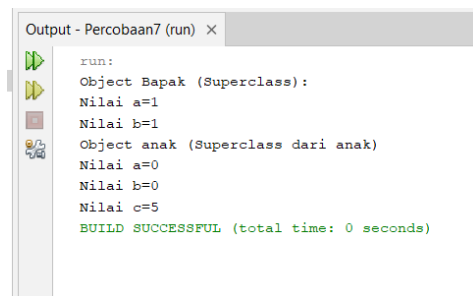 Output - Percobaan7 (run) ×
run:
Object Bapak (Superclass):
Nilai a=1
Nilai b=1
Object anak (Superclass dari anak)
Nilai a=0
Nilai b=0
Nilai c=5
BUILD SUCCESSFUL (total time: 0 seconds)